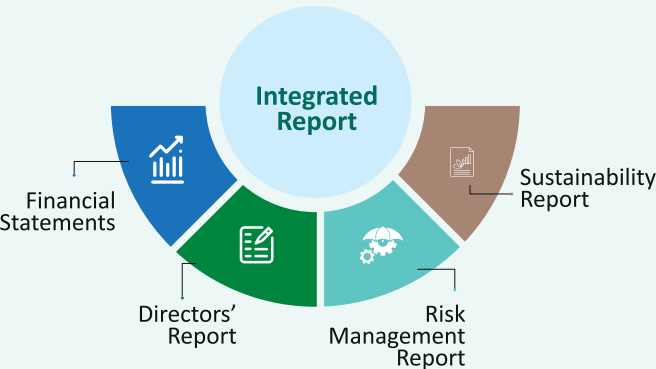 Integrated
Report
Financial
Statements
Directors’
Report
Risk
Management
Report
Sustainability
Report